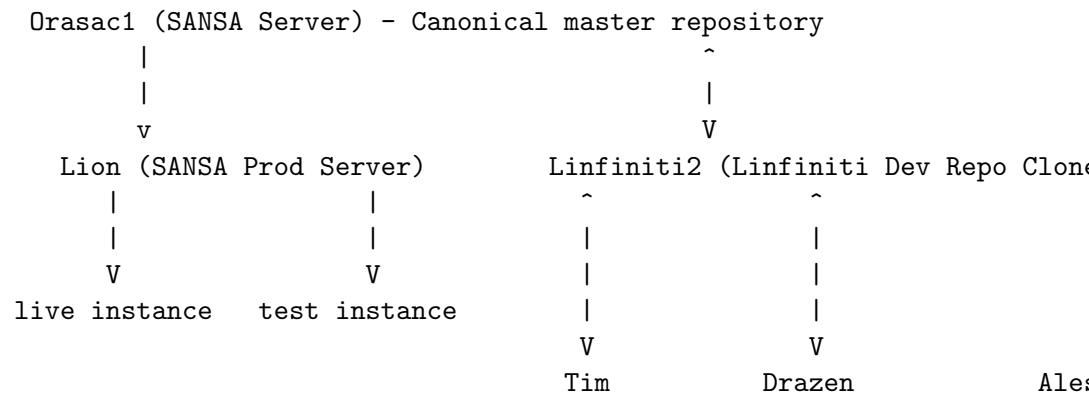 Orasac1 (SANSA Server) - Canonical master repository
| ^
| |
v V
Lion (SANSA Prod Server) Linfiniti2 (Linfiniti Dev Repo Clone
| | ^ ^
| | | |
V V | |
live instance test instance | |
V V
Tim Drazen Ales